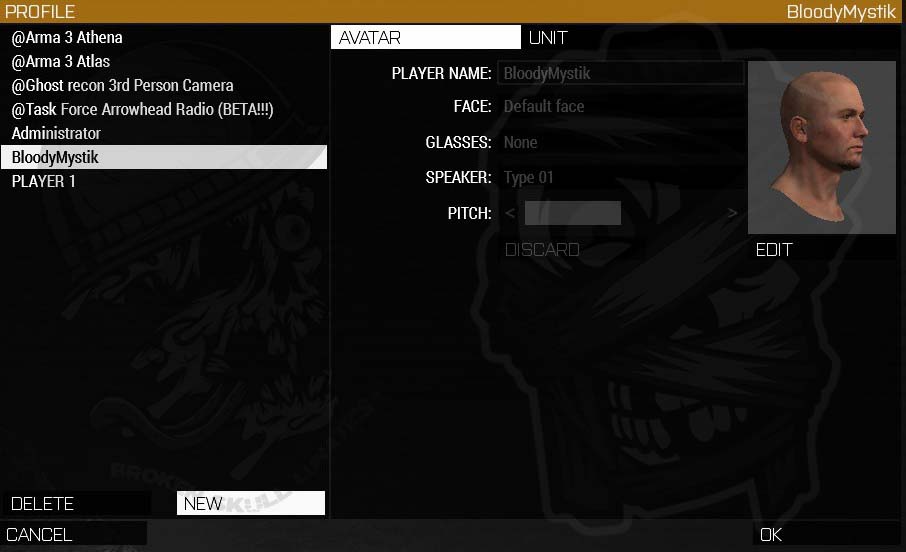 PROFILE
BloodyMystik
@Arma 3 Athena
@Arma 3 Atlas
@Ghost recon 3rd Person Camera
@Task Force Arrowhead Radio (BETA!!!)
Administrator
BloodyMystik
PLAYER 1
AVATAR
UNIT
PLAYER NAME:
BloodyMystik
FACE:
Default face
GLASSES:
None
SPEAKER:
Type 01
PITCH:
<
>
DISCARD
EDIT
BROKEN SKULL
DELETE
NEW
CANCEL
OK